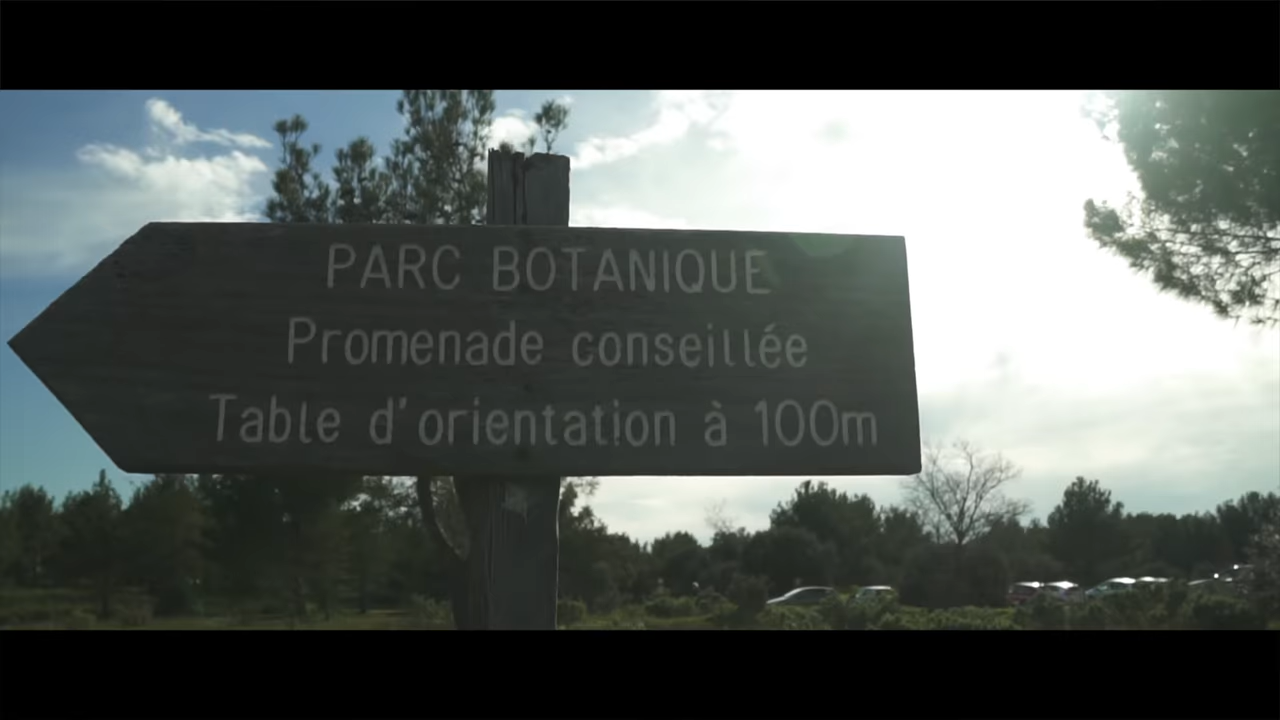 PARC BOTANIQUE
Promenade conseillée
Table d'orientation à 100m